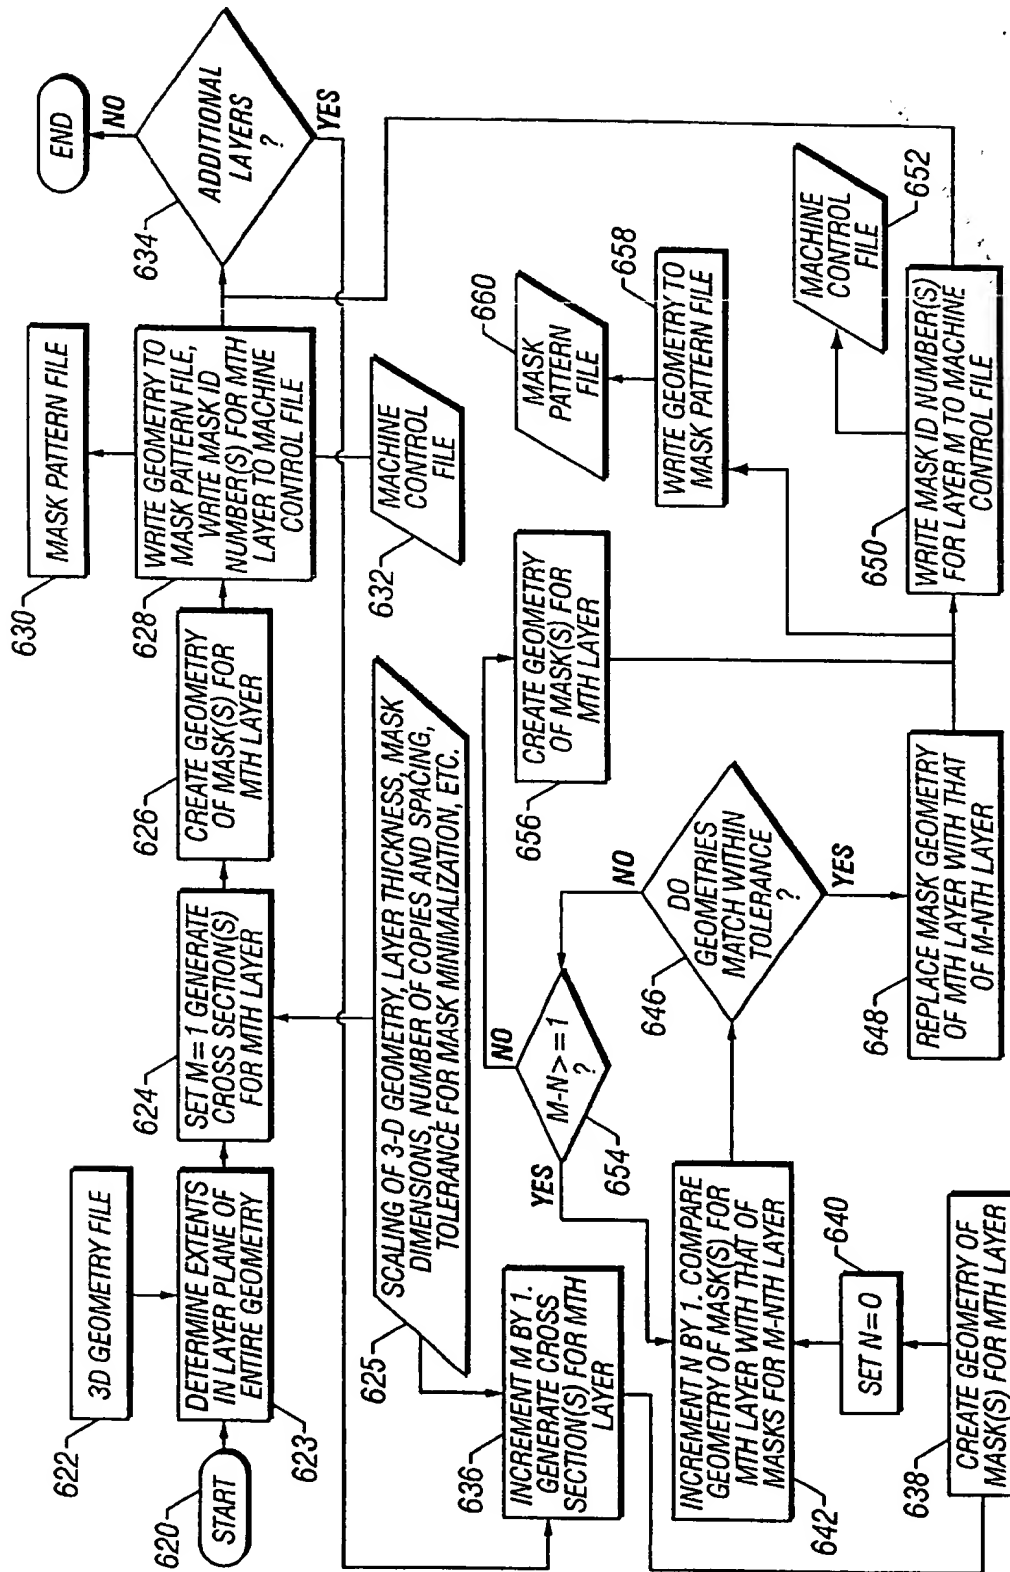 620
START
622
3D GEOMETRY FILE
DETERMINE EXTENTS
IN LAYER PLANE OF
ENTIRE GEOMETRY
623
624
SET M = 1 GENERATE
CROSS SECTION(S)
FOR MTH LAYER
625
SCALING OF 3-D GEOMETRY, LAYER THICKNESS, MASK
DIMENSIONS, NUMBER OF COPIES AND SPACING,
TOLERANCE FOR MASK MINIMALIZATION, ETC.
626
CREATE GEOMETRY
OF MASK(S) FOR
MTH LAYER
628
WRITE GEOMETRY TO
MASK PATTERN FILE,
WRITE MASK ID
NUMBER(S) FOR MTH
LAYER TO MACHINE
CONTROL FILE
630
MASK PATTERN FILE
632
MACHINE
CONTROL
FILE
634
ADDITIONAL
LAYERS
?
NO
END
YES
636
INCREMENT M BY 1.
GENERATE CROSS
SECTION(S) FOR MTH
LAYER
638
CREATE GEOMETRY OF
MASK(S) FOR MTH LAYER
640
SET N=0
642
INCREMENT N BY 1. COMPARE
GEOMETRY OF MASK(S) FOR
MTH LAYER WITH THAT OF
MASKS FOR M-NTH LAYER
646
DO
GEOMETRIES
MATCH WITHIN
TOLERANCE
?
NO
YES
648
REPLACE MASK GEOMETRY
OF MTH LAYER WITH THAT
OF M-NTH LAYER
650
WRITE MASK ID NUMBER(S)
FOR LAYER M TO MACHINE
CONTROL FILE
652
MACHINE
CONTROL
FILE
654
M-N>=1
?
YES
NO
656
CREATE GEOMETRY
OF MASK(S) FOR
MTH LAYER
658
WRITE GEOMETRY TO
MASK PATTERN FILE
660
MASK
PATTERN
FILE